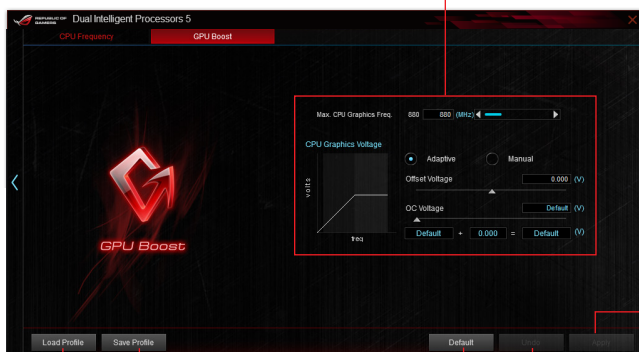 REPUBLIC OF GAMERS Dual Intelligent Processors 5
CPU Frequency GPU Boost
Max. CPU Graphics Freq. 880 880 (MHz)
CPU Graphics Voltage
Adaptive Manual
Offset Voltage 0.000 (V)
volts
OC Voltage Default (V)
Default + 0.000 = Default (V)
freq
GPU Boost
Load Profile Save Profile Default Undo Apply